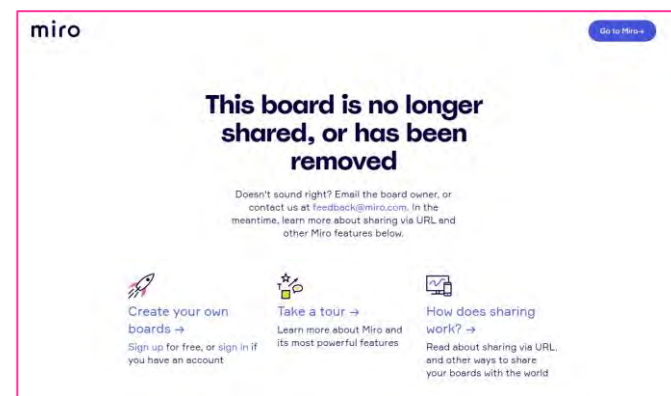 miro
Go to Miro→
This board is no longer
shared, or has been
removed
Doesn't sound right? Email the board owner, or
contact us at feedback@miro.com. In the
meantime, learn more about sharing via URL and
other Miro features below.
Create your own
boards →
Sign up for free, or sign in if
you have an account
Take a tour →
Learn more about Miro and
its most powerful features
How does sharing
work? →
Read about sharing via URL,
and other ways to share
your boards with the world